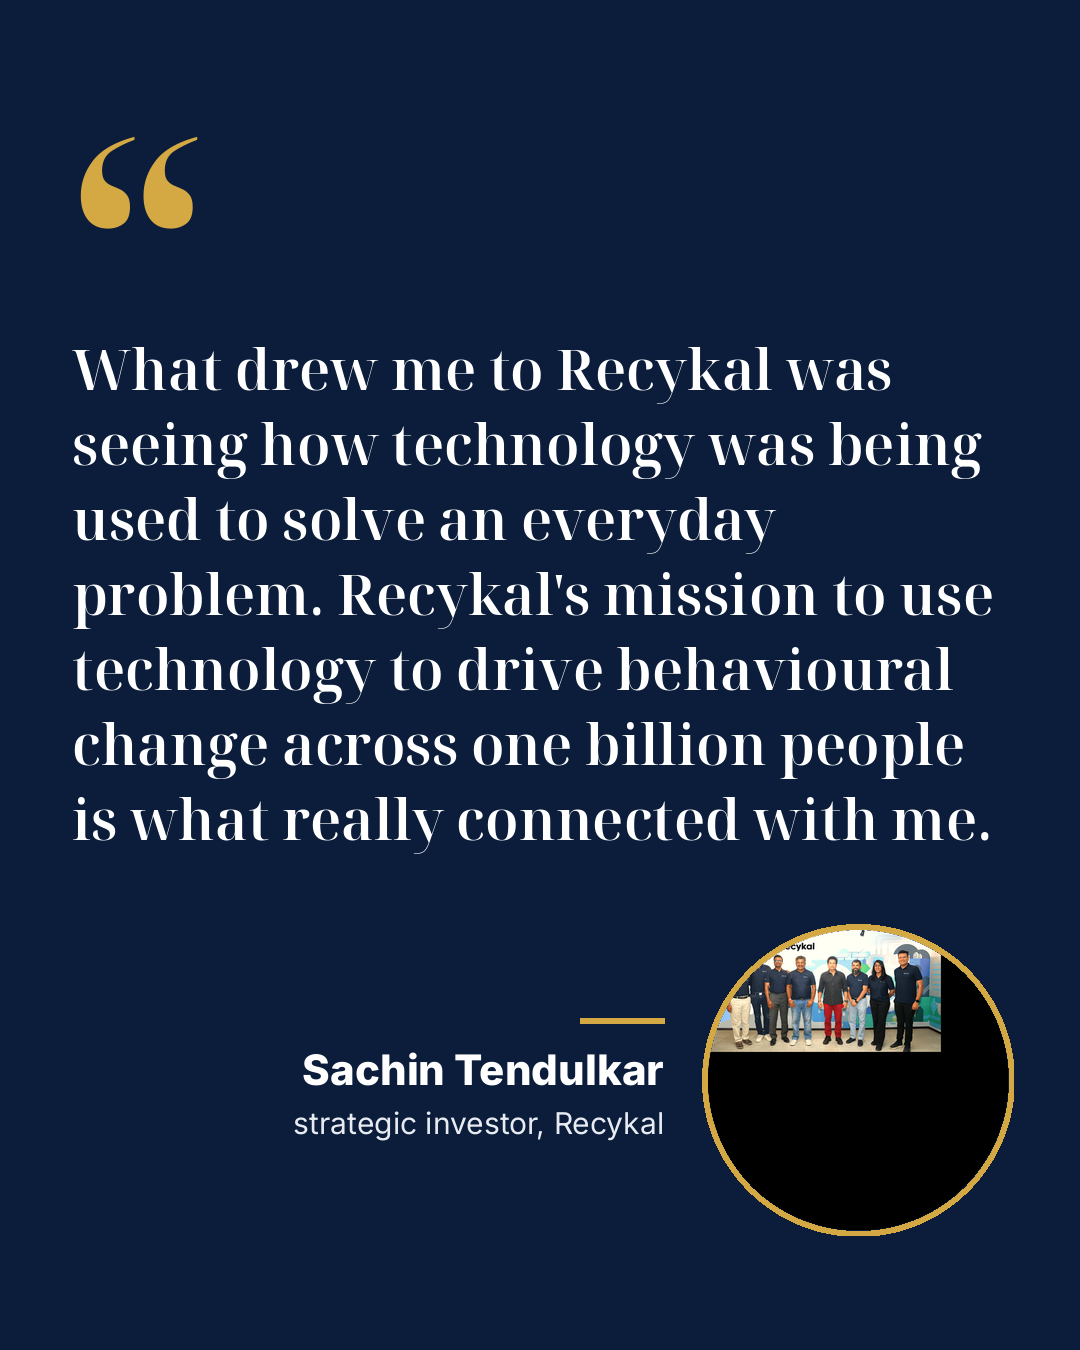 “
What drew me to Recykal was
seeing how technology was being
used to solve an everyday
problem. Recykal's mission to use
technology to drive behavioural
change across one billion people
is what really connected with me.
Sachin Tendulkar
strategic investor, Recykal